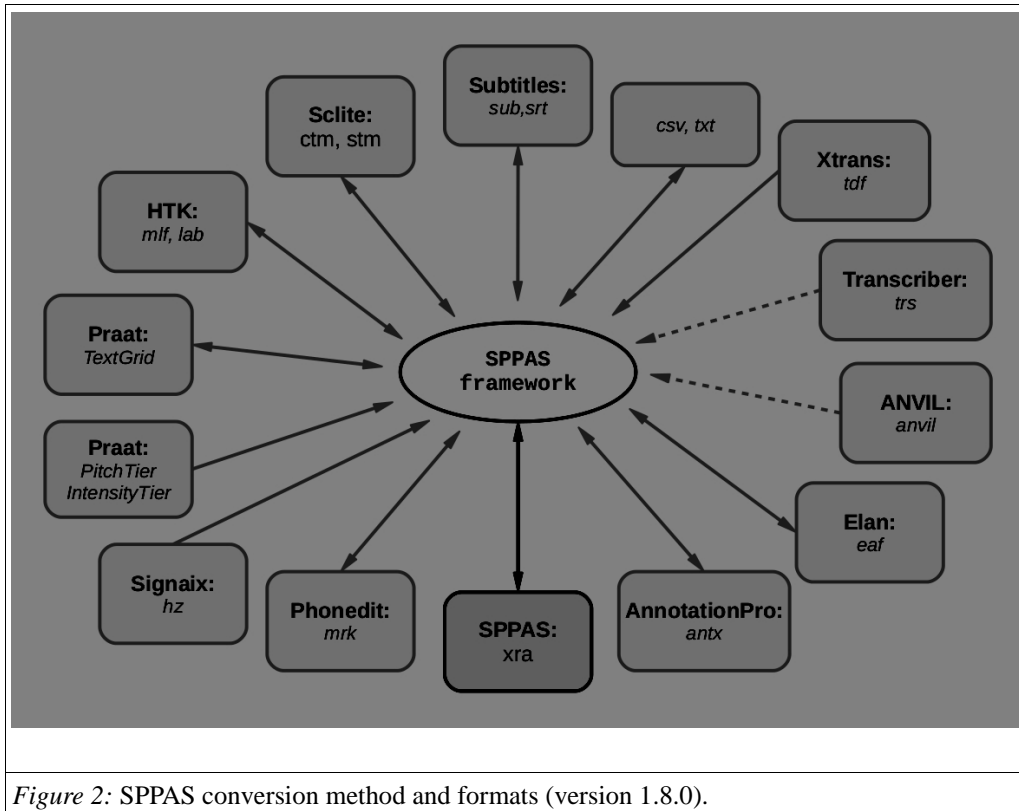 Subtitles:
sub,srt
Sclite:
ctm, stm
csv, txt
Xtrans:
tdf
HTK:
mlf, lab
Transcriber:
trs
Praat:
TextGrid
SPPAS
framework
ANVIL:
anvil
Praat:
PitchTier
IntensityTier
Elan:
eaf
Signaix:
hz
Phonedit:
mrk
SPPAS:
xra
AnnotationPro:
antx
Figure 2: SPPAS conversion method and formats (version 1.8.0).